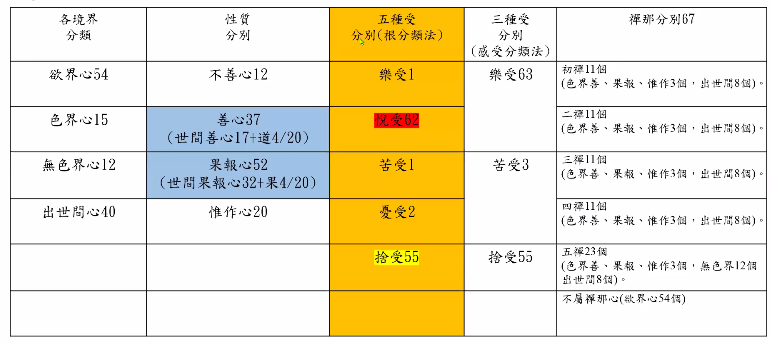 各境界
分類
性質
分別
五種受
分別(根分類法)
三種受
分別
(感受分類法)
禪那分別67
欲界心54
不善心12
樂受1
樂受63
初禪11個
(色界善、果報、惟作3個，出世間8個)。
色界心15
善心37
(世間善心17+道4/20)
悅受62
二禪11個
(色界善、果報、惟作3個，出世間8個)。
無色界心12
果報心52
(世間果報心32+果4/20)
苦受1
苦受3
三禪11個
(色界善、果報、惟作3個，出世間8個)。
出世間心40
惟作心20
憂受2
四禪11個
(色界善、果報、惟作3個，出世間8個)。
捨受55
捨受55
五禪23個
(色界善、果報、惟作3個，無色界12個
出世間8個)。
不屬禪那心(欲界心54個)